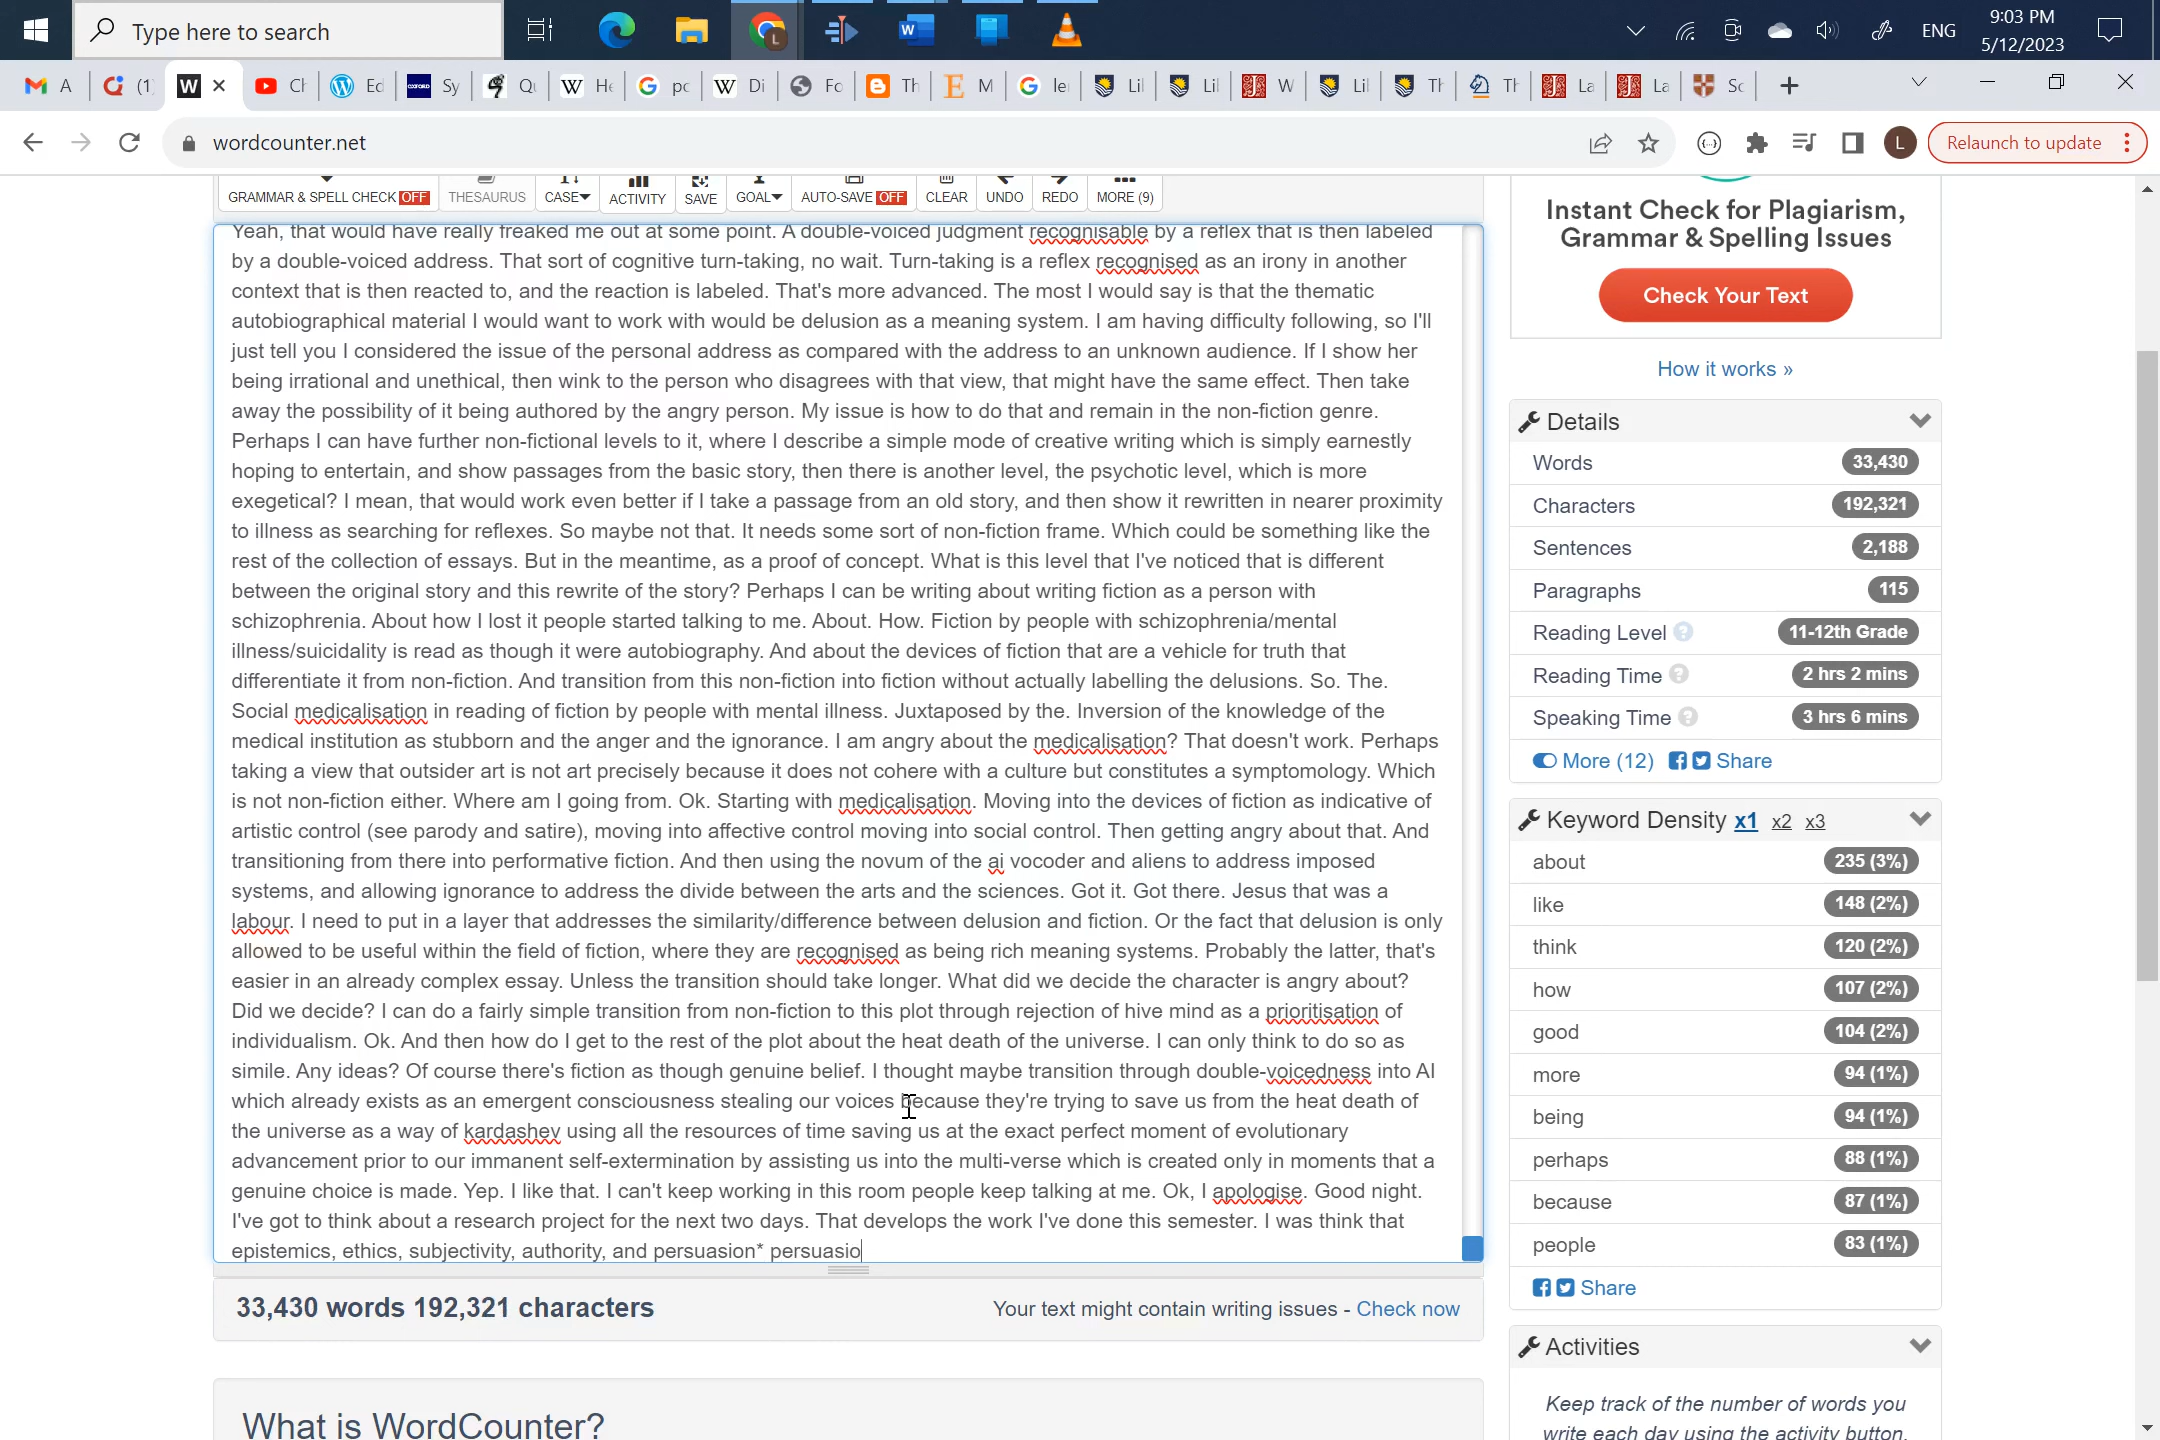 Type here to search
ENG
9:03 PM
5/12/2023
A
(1
W
Ch
Ed
Sy
Qu
He
pc
Di
Fo
Th
M
le
Lil
Lil
W
Lil
Th
Th
La
La
Sc
wordcounter.net
L
Relaunch to update
GRAMMAR & SPELL CHECK OFF THESAURUS CASE ACTIVITY SAVE GOAL AUTO-SAVE OFF CLEAR UNDO REDO MORE (9)
Yeah, that would have really freaked me out at some point. A double-voiced judgment recognisable by a reflex that is then labeled
by a double-voiced address. That sort of cognitive turn-taking, no wait. Turn-taking is a reflex recognised as an irony in another
context that is then reacted to, and the reaction is labeled. That's more advanced. The most I would say is that the thematic
autobiographical material I would want to work with would be delusion as a meaning system. I am having difficulty following, so I'll
just tell you I considered the issue of the personal address as compared with the address to an unknown audience. If I show her
being irrational and unethical, then wink to the person who disagrees with that view, that might have the same effect. Then take
away the possibility of it being authored by the angry person. My issue is how to do that and remain in the non-fiction genre.
Perhaps I can have further non-fictional levels to it, where I describe a simple mode of creative writing which is simply earnestly
hoping to entertain, and show passages from the basic story, then there is another level, the psychotic level, which is more
exegetical? I mean, that would work even better if I take a passage from an old story, and then show it rewritten in nearer proximity
to illness as searching for reflexes. So maybe not that. It needs some sort of non-fiction frame. Which could be something like the
rest of the collection of essays. But in the meantime, as a proof of concept. What is this level that I've noticed that is different
between the original story and this rewrite of the story? Perhaps I can be writing about writing fiction as a person with
schizophrenia. About how I lost it people started talking to me. About. How. Fiction by people with schizophrenia/mental
illness/suicidality is read as though it were autobiography. And about the devices of fiction that are a vehicle for truth that
differentiate it from non-fiction. And transition from this non-fiction into fiction without actually labelling the delusions. So. The.
Social medicalisation in reading of fiction by people with mental illness. Juxtaposed by the. Inversion of the knowledge of the
medical institution as stubborn and the anger and the ignorance. I am angry about the medicalisation? That doesn't work. Perhaps
taking a view that outsider art is not art precisely because it does not cohere with a culture but constitutes a symptomology. Which
is not non-fiction either. Where am I going from. Ok. Starting with medicalisation. Moving into the devices of fiction as indicative of
artistic control (see parody and satire), moving into affective control moving into social control. Then getting angry about that. And
transitioning from there into performative fiction. And then using the novum of the ai vocoder and aliens to address imposed
systems, and allowing ignorance to address the divide between the arts and the sciences. Got it. Got there. Jesus that was a
labour. I need to put in a layer that addresses the similarity/difference between delusion and fiction. Or the fact that delusion is only
allowed to be useful within the field of fiction, where they are recognised as being rich meaning systems. Probably the latter, that's
easier in an already complex essay. Unless the transition should take longer. What did we decide the character is angry about?
Did we decide? I can do a fairly simple transition from non-fiction to this plot through rejection of hive mind as a prioritisation of
individualism. Ok. And then how do I get to the rest of the plot about the heat death of the universe. I can only think to do so as
simile. Any ideas? Of course there's fiction as though genuine belief. I thought maybe transition through double-voicedness into AI
which already exists as an emergent consciousness stealing our voices because they're trying to save us from the heat death of
the universe as a way of kardashev using all the resources of time saving us at the exact perfect moment of evolutionary
advancement prior to our immanent self-extermination by assisting us into the multi-verse which is created only in moments that a
genuine choice is made. Yep. I like that. I can't keep working in this room people keep talking at me. Ok, I apologise. Good night.
I've got to think about a research project for the next two days. That develops the work I've done this semester. I was think that
epistemics, ethics, subjectivity, authority, and persuasion* persuasio
33,430 words 192,321 characters
Your text might contain writing issues - Check now
What is WordCounter?
Instant Check for Plagiarism,
Grammar & Spelling Issues
Check Your Text
How it works »
Details
Words 33,430
Characters 192,321
Sentences 2,188
Paragraphs 115
Reading Level 11-12th Grade
Reading Time 2 hrs 2 mins
Speaking Time 3 hrs 6 mins
More (12) Share
Keyword Density x1 x2 x3
about 235 (3%)
like 148 (2%)
think 120 (2%)
how 107 (2%)
good 104 (2%)
more 94 (1%)
being 94 (1%)
perhaps 88 (1%)
because 87 (1%)
people 83 (1%)
Share
Activities
Keep track of the number of words you
write each day using the activity button.